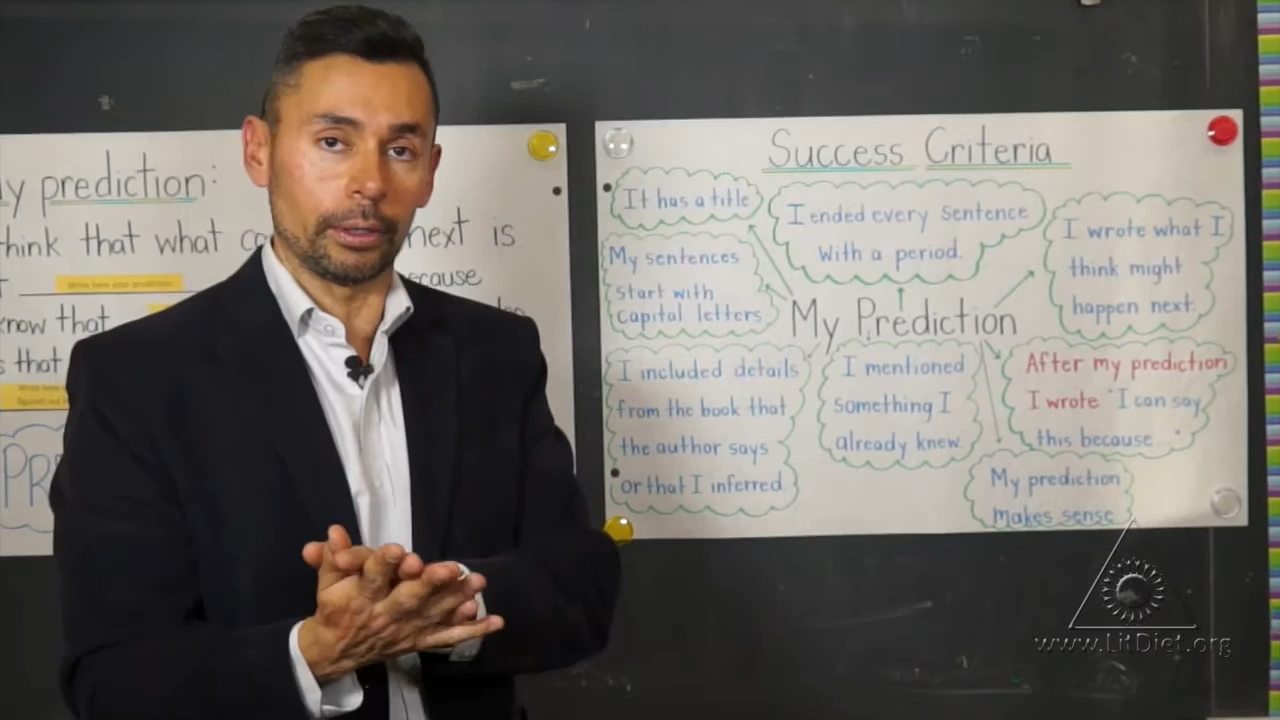 y prediction:
think that what co next is
ecause
know that
s that
PR
Success Criteria
It has a title
I ended every sentence
with a period.
I wrote what I
think might
happen next.
My sentences
start with
capital letters
My Prediction
I included details
from the book that
the author says
or that I inferred.
I mentioned
something I
already knew.
After my prediction
I wrote "I can say
this because ... "
My prediction
makes sense
www.LitDiet.org